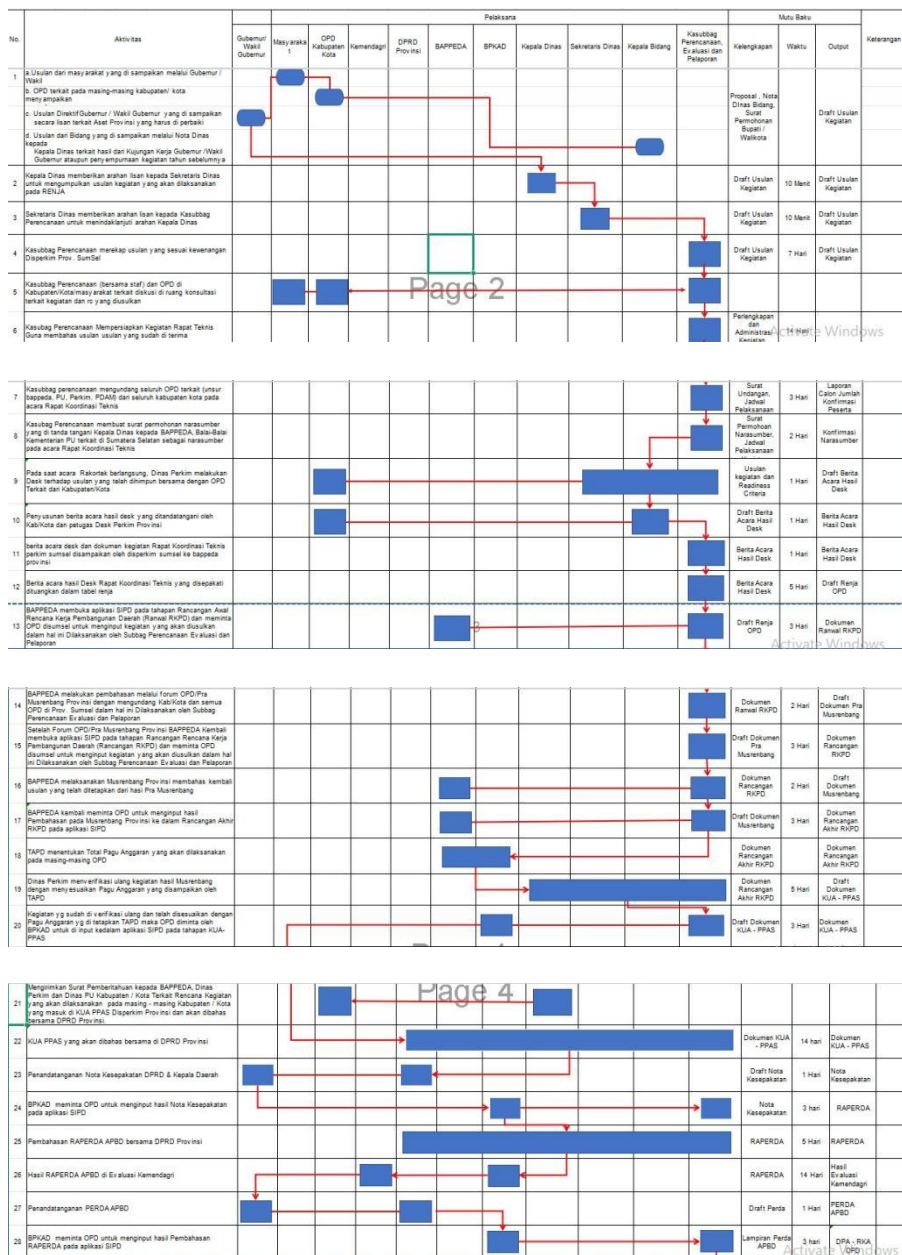 Pelaksana
Mutu Baku
No.
Aktivitas
Gubernur/
Wakil
Gubernur
Masyaraka
t
OPD
Kabupaten
Kota
Kemendagri
DPRD
Provinsi
BAPPEDA
BPKAD
Kepala Dinas
Sekretaris Dinas
Kepala Bidang
Kasubbag
Perencanaan,
Evaluasi dan
Pelaporan
Kelengkapan
Waktu
Output
Keterangan
1
a.Usulan dari masyarakat yang di sampaikan melalui Gubernur /
Wakil
b. OPD terkait pada masing-masing kabupaten/ kota
menyampaikan
c. Usulan Direktif Gubernur / Wakil Gubernur yang di sampaikan
secara lisan terkait Aset Provinsi yang harus di perbaiki
d. Usulan dari Bidang yang di sampaikan melalui Nota Dinas
kepada
Kepala Dinas terkait hasil dari Kujungan Kerja Gubernur /Wakil
Gubernur ataupun penyempurnaan kegiatan tahun sebelumnya
Proposal , Nota
DInas Bidang,
Surat
Permohonan
Bupati /
Walikota
Draft Usulan
Kegiatan
2
Kepala Dinas memberikan arahan lisan kepada Sekretaris Dinas
untuk mengumpulkan usulan kegiatan yang akan dilaksanakan
pada RENJA
Draft Usulan
Kegiatan
10 Menit
Draft Usulan
Kegiatan
3
Sekretaris Dinas memberikan arahan lisan kepada Kasubbag
Perencanaan untuk menindaklanjuti arahan Kepala Dinas
Draft Usulan
Kegiatan
10 Menit
Draft Usulan
Kegiatan
4
Kasubbag Perencanaan merekap usulan yang sesuai kewenangan
Disperkim Prov. SumSel
Draft Usulan
Kegiatan
7 Hari
Draft Usulan
Kegiatan
5
Kasubbag Perencanaan (bersama staf) dan OPD di
Kabupaten/Kota/masyarakat terkait diskusi di ruang konsultasi
terkait kegiatan dan rc yang diusulkan
Page 2
6
Kasubag Perencanaan Mempersiapkan Kegiatan Rapat Teknis
Guna membahas usulan usulan yang sudah di terima
Perlengkapan
dan
Administrasi
Kegiatan
14 Hari
Activate Windows
7
Kasubbag perencanaan mengundang seluruh OPD terkait (unsur
bappeda, PU, Perkim, PDAM) dari seluruh kabupaten kota pada
acara Rapat Koordinasi Teknis
Surat
Undangan,
Jadwal
Pelaksanaan
3 Hari
Laporan
Calon Jumlah
Konfirmasi
Peserta
8
Kasubag Perencanaan membuat surat permohonan narasumber
yang di tanda tangani Kepala Dinas kepada BAPPEDA, Balai-Balai
Kementerian PU terkait di Sumatera Selatan sebagai narasumber
pada acara Rapat Koordinasi Teknis
Surat
Permohoan
Narasumber,
Jadwal
Pelaksanaan
2 Hari
Konfirmasi
Narasumber
9
Pada saat acara Rakortek berlangsung, Dinas Perkim melakukan
Desk terhadap usulan yang telah dihimpun bersama dengan OPD
Terkait dari Kabupaten/Kota
Usulan
kegiatan dan
Readiness
Criteria
1 Hari
Draft Berita
Acara Hasil
Desk
10
Penyusunan berita acara hasil desk yang ditandatangani oleh
Kab/Kota dan petugas Desk Perkim Provinsi
Draft Berita
Acara Hasil
Desk
1 Hari
Berita Acara
Hasil Desk
11
berita acara desk dan dokumen kegiatan Rapat Koordinasi Teknis
perkim sumsel disampaikan oleh disperkim sumsel ke bappeda
provinsi
Berita Acara
Hasil Desk
1 Hari
Berita Acara
Hasil Desk
12
Berita acara hasil Desk Rapat Koordinasi Teknis yang disepakati
dituangkan dalam tabel renja
Berita Acara
Hasil Desk
5 Hari
Draft Renja
OPD
13
BAPPEDA membuka aplikasi SIPD pada tahapan Rancangan Awal
Rencana Kerja Pembangunan Daerah (Ranwal RKPD) dan meminta
OPD disumsel untuk menginput kegiatan yang akan diusulkan
dalam hal ini Dilaksanakan oleh Subbag Perencanaan Evaluasi dan
Pelaporan
3
Draft Renja
OPD
3 Hari
Dokumen
Ranwal RKPD
Activate Windows
14
BAPPEDA melakukan pembahasan melalui forum OPD/Pra
Musrenbang Provinsi dengan mengundang Kab/Kota dan semua
OPD di Prov. Sumsel dalam hal ini Dilaksanakan oleh Subbag
Perencanaan Evaluasi dan Pelaporan
Dokumen
Ranwal RKPD
2 Hari
Draft
Dokumen Pra
Musrenbang
15
Setelah Forum OPD/Pra Musrenbang Provinsi BAPPEDA Kembali
membuka aplikasi SIPD pada tahapan Rancangan Rencana Kerja
Pembangunan Daerah (Rancangan RKPD) dan meminta OPD
disumsel untuk menginput kegiatan yang akan diusulkan dalam hal
ini Dilaksanakan oleh Subbag Perencanaan Evaluasi dan Pelaporan
Draft Dokumen
Pra
Musrenbang
3 Hari
Dokumen
Rancangan
RKPD
16
BAPPEDA melaksanakan Musrenbang Provinsi membahas kembali
usulan yang telah ditetapkan dari hasi Pra Musrenbang
Dokumen
Rancangan
RKPD
2 Hari
Draft
Dokumen
Musrenbang
17
BAPPEDA kembali meminta OPD untuk menginput hasil
Pembahasan pada Musrenbang Provinsi ke dalam Rancangan Akhir
RKPD pada aplikasi SIPD
Draft Dokumen
Musrenbang
3 Hari
Dokumen
Rancangan
Akhir RKPD
18
TAPD menentukan Total Pagu Anggaran yang akan dilaksanakan
pada masing-masing OPD
Dokumen
Rancangan
Akhir RKPD
Dokumen
Rancangan
Akhir RKPD
19
Dinas Perkim menverifikasi ulang kegiatan hasil Musrenbang
dengan menyesuaikan Pagu Anggaran yang disampaikan oleh
TAPD
Dokumen
Rancangan
Akhir RKPD
5 Hari
Draft
Dokumen
KUA - PPAS
20
Kegiatan yg sudah di verifikasi ulang dan telah disesuaikan dengan
Pagu Anggaran yg di tetapkan TAPD maka OPD diminta oleh
BPKAD untuk di input kedalam aplikasi SIPD pada tahapan KUA-
PPAS
Draft Dokumen
KUA - PPAS
3 Hari
Dokumen
KUA - PPAS
Page 4
21
Mengirimkan Surat Pemberitahuan kepada BAPPEDA, Dinas
Perkim dan Dinas PU Kabupaten / Kota Terkait Rencana Kegiatan
yang akan dilaksanakan pada masing - masing Kabupaten / Kota
yang masuk di KUA PPAS Disperkim Provinsi dan akan dibahas
bersama DPRD Provinsi.
22
KUA PPAS yang akan dibahas bersama di DPRD Provinsi
Dokumen KUA
- PPAS
14 hari
Dokumen
KUA - PPAS
23
Penandatanganan Nota Kesepakatan DPRD & Kepala Daerah
Draft Nota
Kesepakatan
1 Hari
Nota
Kesepakatan
24
BPKAD meminta OPD untuk menginput hasil Nota Kesepakatan
pada aplikasi SIPD
Nota
Kesepakatan
3 hari
RAPERDA
25
Pembahasan RAPERDA APBD bersama DPRD Provinsi
RAPERDA
5 Hari
RAPERDA
26
Hasil RAPERDA APBD di Evaluasi Kemendagri
RAPERDA
14 Hari
Hasil
Evaluasi
Kemendagri
27
Penandatanganan PERDA APBD
Draft Perda
1 Hari
PERDA
APBD
28
BPKAD meminta OPD untuk menginput hasil Pembahasan
RAPERDA pada aplikasi SIPD
Lampiran Perda
APBD
3 hari
DPA - RKA
OPD
Activate Windows